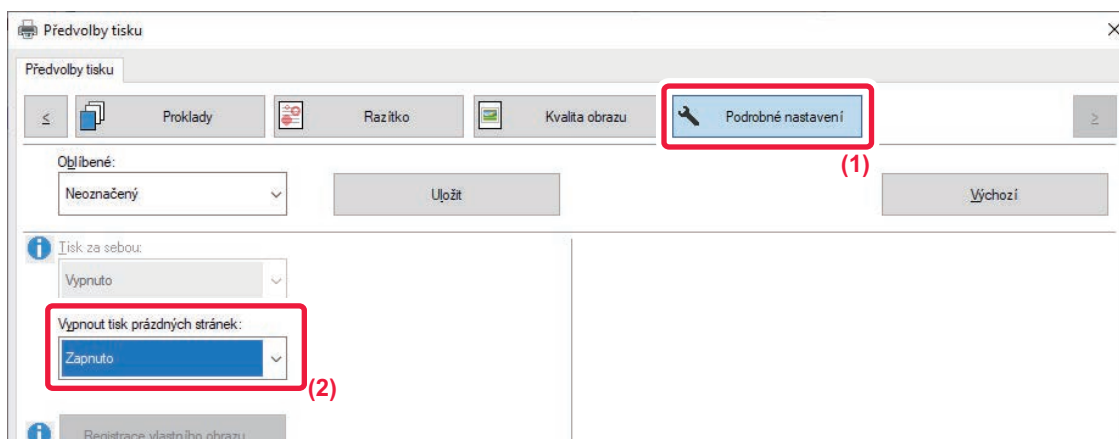 Předvolby tisku
Předvolby tisku
< Proklady Razítko Kvalita obrazu Podrobné nastavení >
(1)
Oblíbené:
Neoznačený Uložit Výchozí
Tisk za sebou:
Vypnuto
Vypnout tisk prázdných stránek:
Zapnuto
(2)
Registrace vlastního obrazu